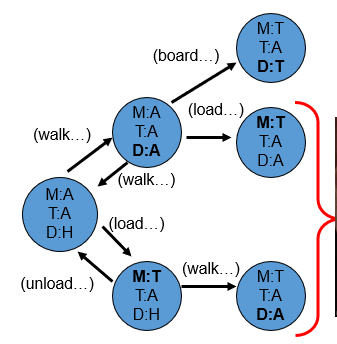 M:T
T:A
D:T
(board…)
M:A
T:A
D:A
(load…)
M:T
T:A
D:A
(walk…)
(walk…)
M:A
T:A
D:H
(load…)
(unload…)
M:T
T:A
D:H
(walk…)
M:T
T:A
D:A